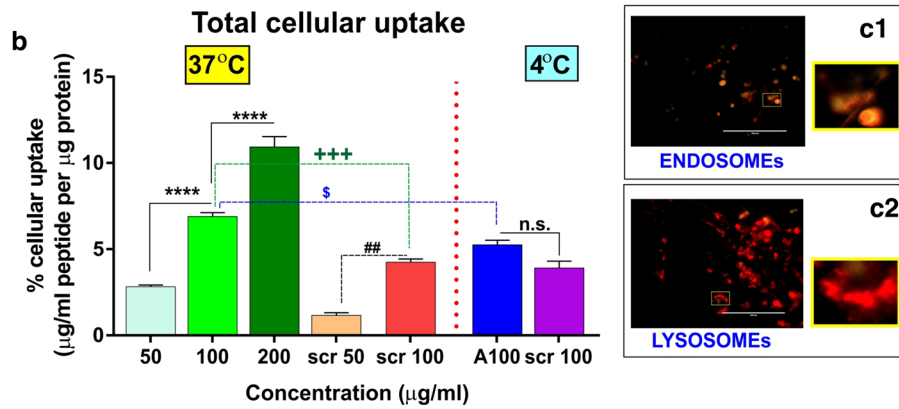 Total cellular uptake
b
37°C
4°C
% cellular uptake
(µg/ml peptide per µg protein)
15
10
5
0
****
****
+++
$
##
n.s.
50
100
200
scr 50
scr 100
A100
scr 100
Concentration (µg/ml)
c1
ENDOSOMEs
c2
LYSOSOMEs